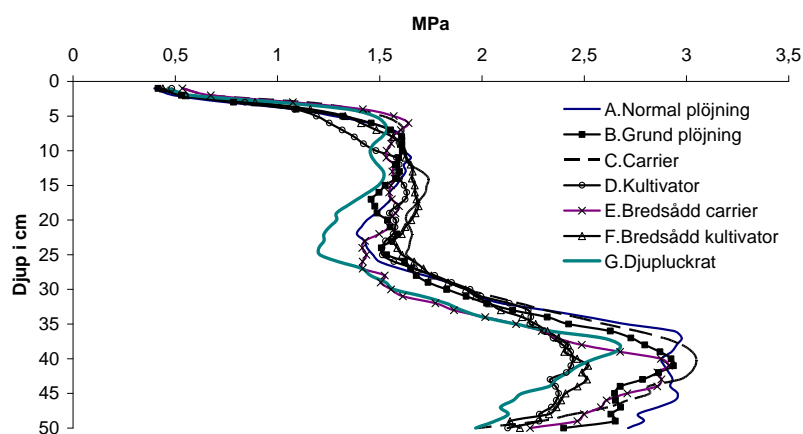 MPa
0 0,5 1 1,5 2 2,5 3 3,5
0
5
10
15
20
25
30
35
40
45
50
Djup i cm
A.Normal plöjning
B.Grund plöjning
C.Carrier
D.Kultivator
E.Bredsådd carrier
F.Bredsådd kultivator
G.Djupluckrat